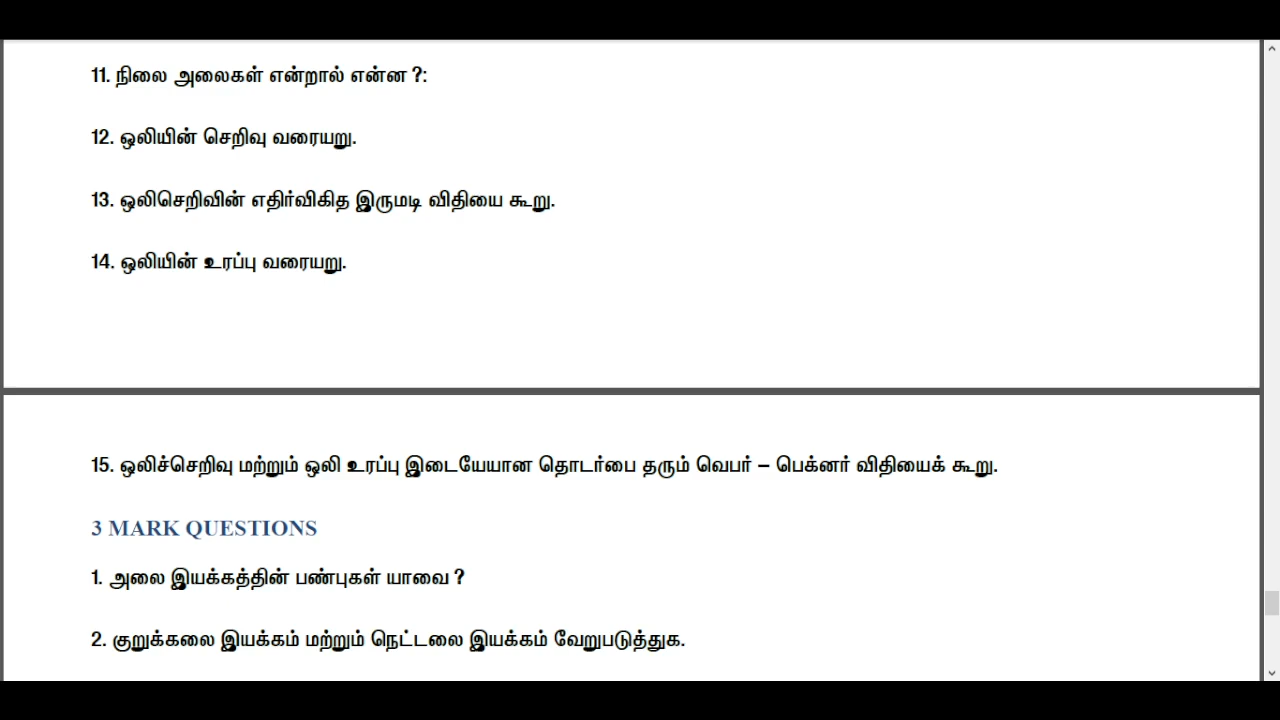 11. நிலை அலைகள் என்றால் என்ன ?:
12. ஒலியின் செறிவு வரையறு.
13. ஒலிசெறிவின் எதிர்விகித இருமடி விதியை கூறு.
14. ஒலியின் உரப்பு வரையறு.
15. ஒலிச்செறிவு மற்றும் ஒலி உரப்பு இடையேயான தொடர்பை தரும் வெபர் – பெக்னர் விதியைக் கூறு.
3 MARK QUESTIONS
1. அலை இயக்கத்தின் பண்புகள் யாவை ?
2. குறுக்கலை இயக்கம் மற்றும் நெட்டலை இயக்கம் வேறுபடுத்துக.